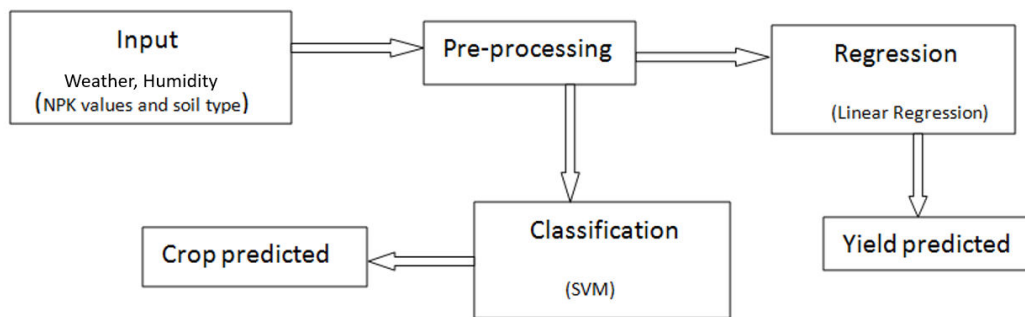 Input
Weather, Humidity
(NPK values and soil type)
Pre-processing
Regression
(Linear Regression)
Classification
(SVM)
Crop predicted
Yield predicted